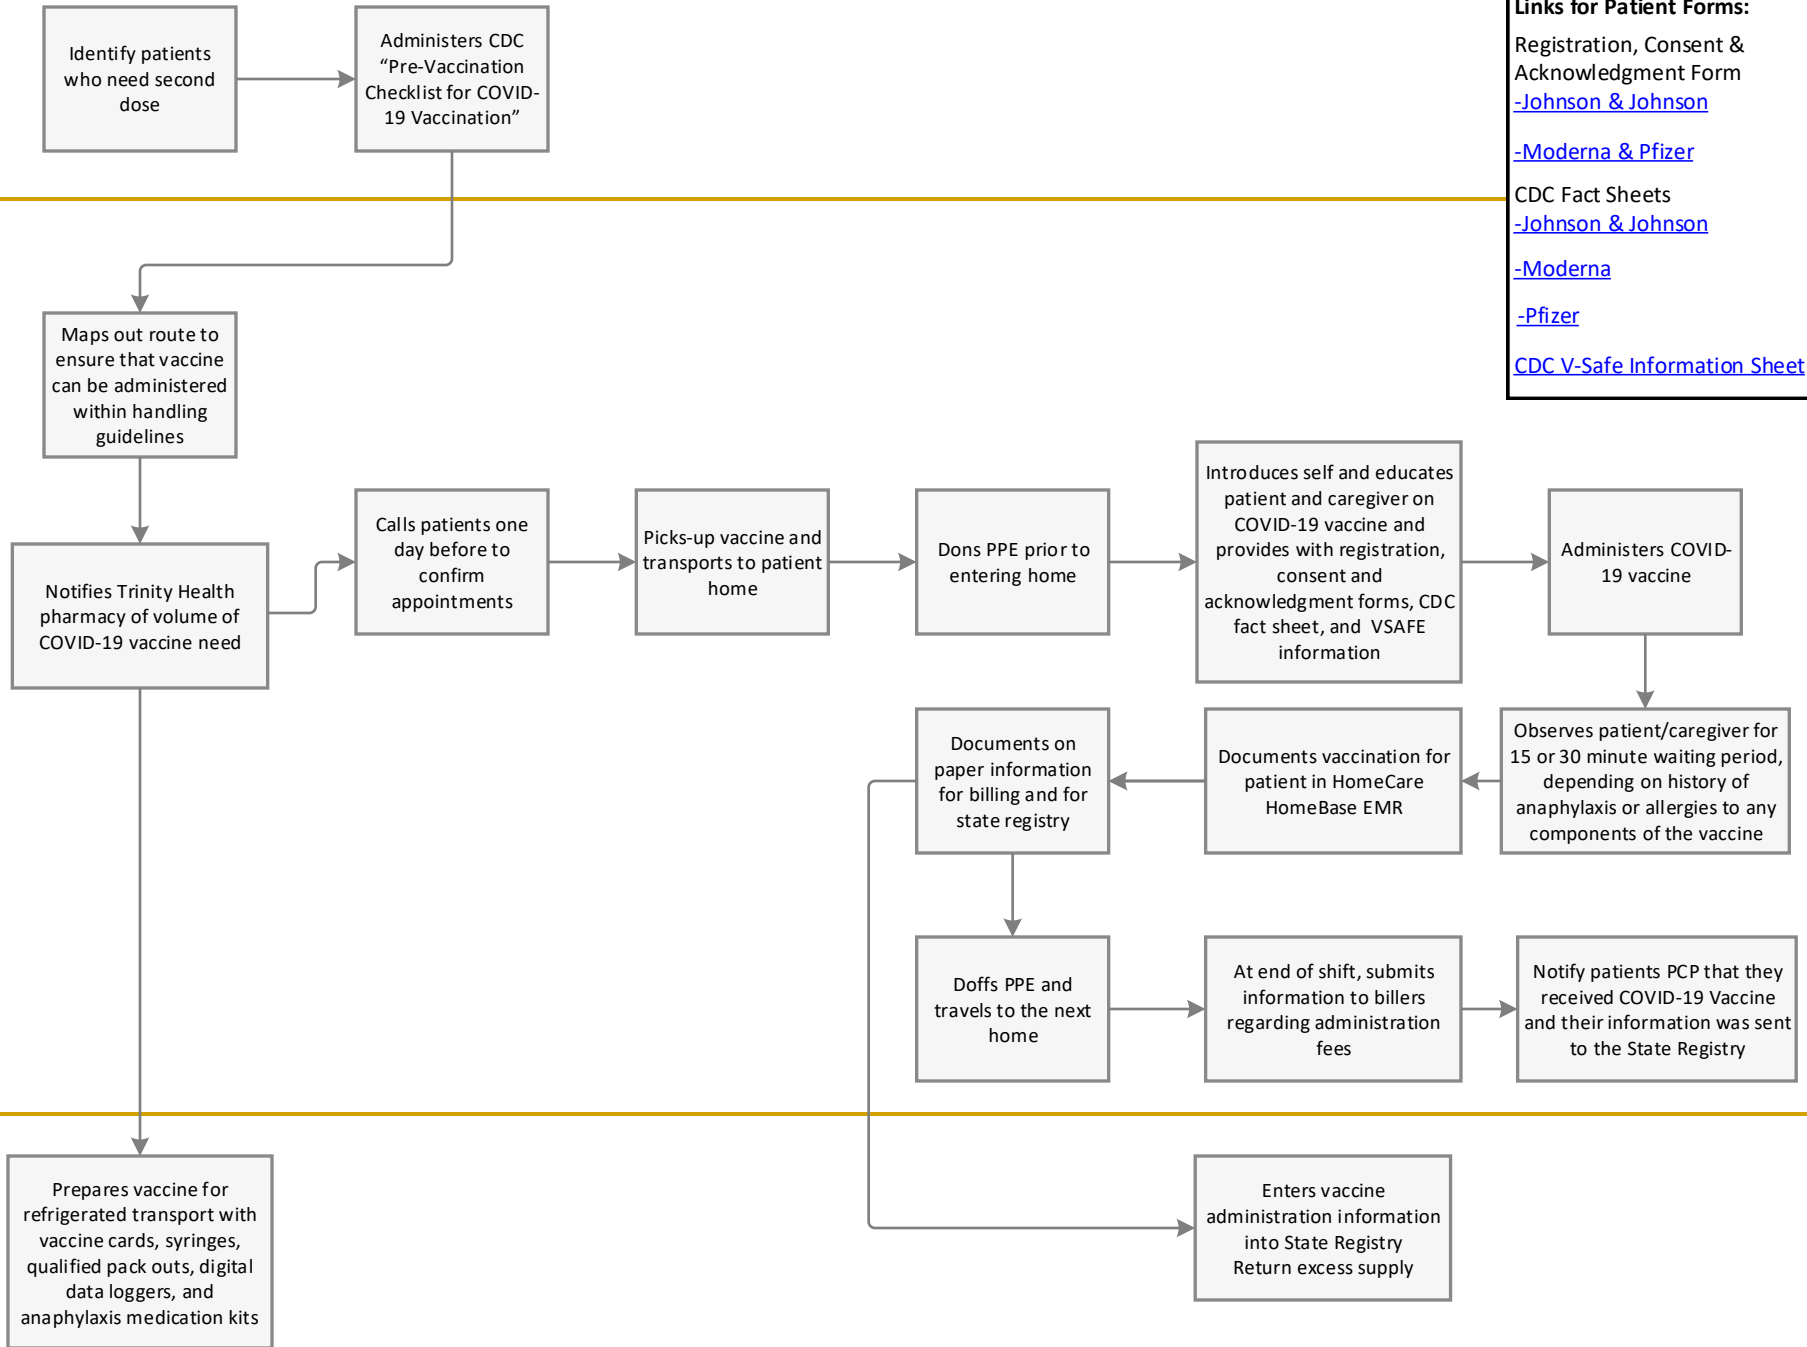 Identify patients
who need second
dose
Administers CDC
“Pre-Vaccination
Checklist for COVID-
19 Vaccination”
Links for Patient Forms:
Registration, Consent &
Acknowledgment Form
-Johnson & Johnson
-Moderna & Pfizer
CDC Fact Sheets
-Johnson & Johnson
-Moderna
-Pfizer
CDC V-Safe Information Sheet
Maps out route to
ensure that vaccine
can be administered
within handling
guidelines
Notifies Trinity Health
pharmacy of volume of
COVID-19 vaccine need
Calls patients one
day before to
confirm
appointments
Picks-up vaccine and
transports to patient
home
Dons PPE prior to
entering home
Introduces self and educates
patient and caregiver on
COVID-19 vaccine and
provides with registration,
consent and
acknowledgment forms, CDC
fact sheet, and VSAFE
information
Administers COVID-
19 vaccine
Observes patient/caregiver for
15 or 30 minute waiting period,
depending on history of
anaphylaxis or allergies to any
components of the vaccine
Documents vaccination for
patient in HomeCare
HomeBase EMR
Documents on
paper information
for billing and for
state registry
Doffs PPE and
travels to the next
home
At end of shift, submits
information to billers
regarding administration
fees
Notify patients PCP that they
received COVID-19 Vaccine
and their information was sent
to the State Registry
Prepares vaccine for
refrigerated transport with
vaccine cards, syringes,
qualified pack outs, digital
data loggers, and
anaphylaxis medication kits
Enters vaccine
administration information
into State Registry
Return excess supply